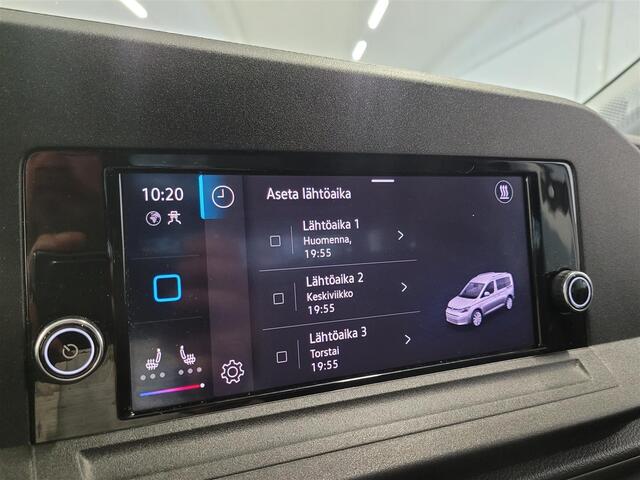 10:20
Aseta lähtöaika
Lähtöaika 1
Huomenna,
19:55
Lähtöaika 2
Keskiviikko
19:55
Lähtöaika 3
Torstai
19:55